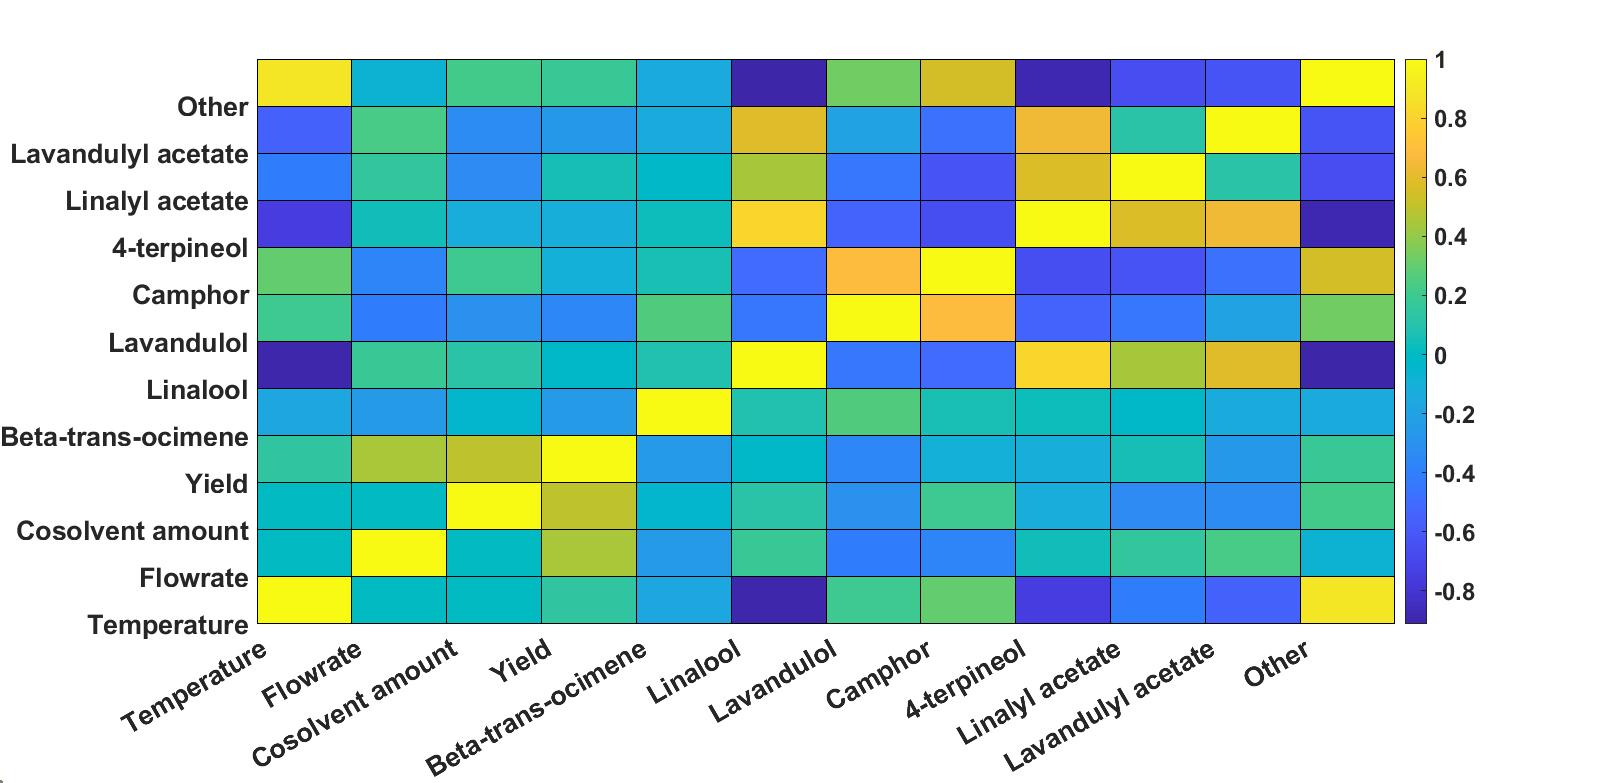 Other
Lavandulyl acetate
Linalyl acetate
4-terpineol
Camphor
Lavandulol
Linalool
Beta-trans-ocimene
Yield
Cosolvent amount
Flowrate
Temperature
Temperature
Flowrate
Cosolvent amount
Yield
Beta-trans-ocimene
Linalool
Lavandulol
Camphor
4-terpineol
Linalyl acetate
Lavandulyl acetate
Other
1
0.8
0.6
0.4
0.2
0
-0.2
-0.4
-0.6
-0.8